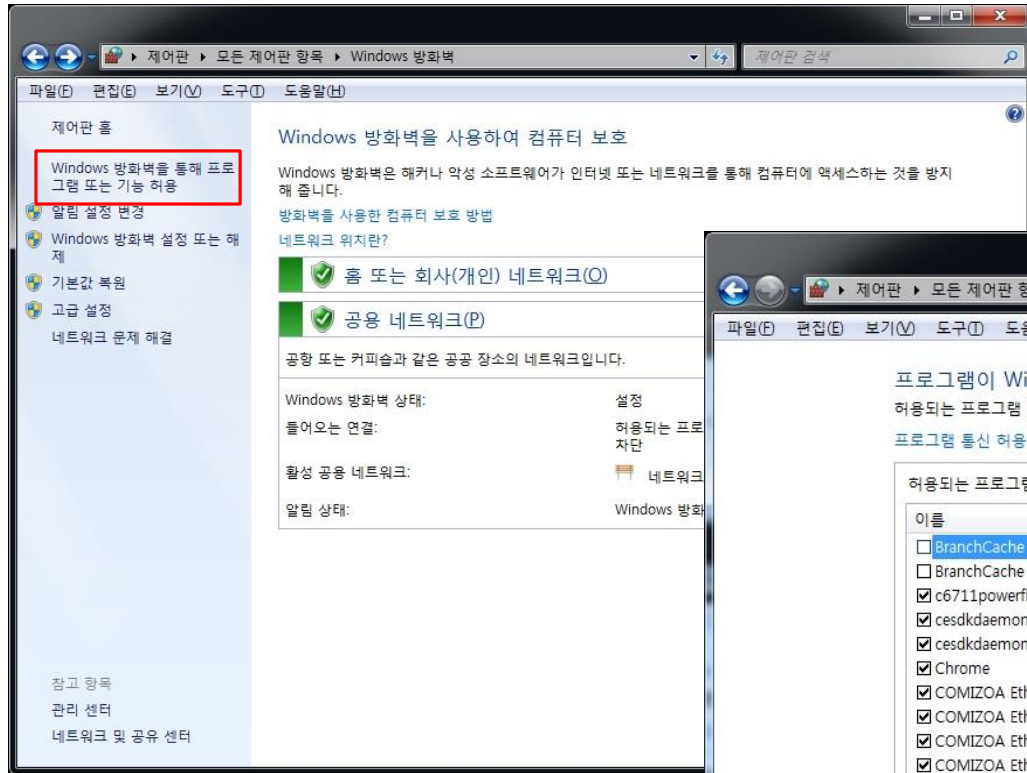 제어판 ▸ 모든 제어판 항목 ▸ Windows 방화벽
제어판 검색
파일(F) 편집(E) 보기(V) 도구(T) 도움말(H)
제어판 홈
Windows 방화벽을 통해 프로
그램 또는 기능 허용
알림 설정 변경
Windows 방화벽 설정 또는 해
제
기본값 복원
고급 설정
네트워크 문제 해결
참고 항목
관리 센터
네트워크 및 공유 센터
Windows 방화벽을 사용하여 컴퓨터 보호
Windows 방화벽은 해커나 악성 소프트웨어가 인터넷 또는 네트워크를 통해 컴퓨터에 액세스하는 것을 방지
해 줍니다.
방화벽을 사용한 컴퓨터 보호 방법
네트워크 위치란?
홈 또는 회사(개인) 네트워크(O)
공용 네트워크(P)
공항 또는 커피숍과 같은 공공 장소의 네트워크입니다.
Windows 방화벽 상태: 설정
들어오는 연결: 허용되는 프로
차단
활성 공용 네트워크: 네트워크
알림 상태: Windows 방화
제어판 ▸ 모든 제어판
파일(F) 편집(E) 보기(V) 도구(T)
프로그램이 Wi
허용되는 프로그램
프로그램 통신 허용
허용되는 프로그
이름
BranchCache
BranchCache
c6711powerf
cesdkdaemon
cesdkdaemon
Chrome
COMIZOA Eth
COMIZOA Eth
COMIZOA Eth
COMIZOA Eth